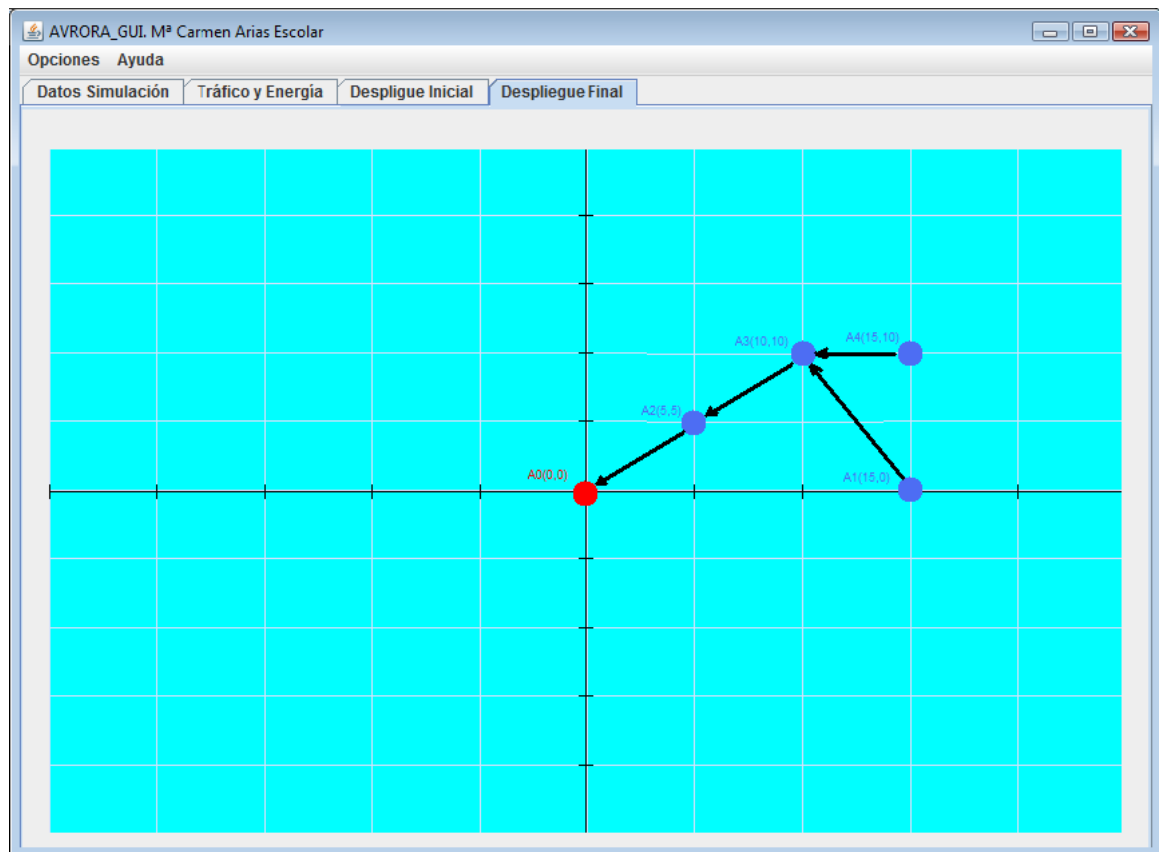 AVRORA_GUI. Mª Carmen Arias Escolar
Opciones Ayuda
Datos Simulación Tráfico y Energía Despligue Inicial Despliegue Final
A3(10,10) A4(15,10)
A2(5,5)
A0(0,0) A1(15,0)